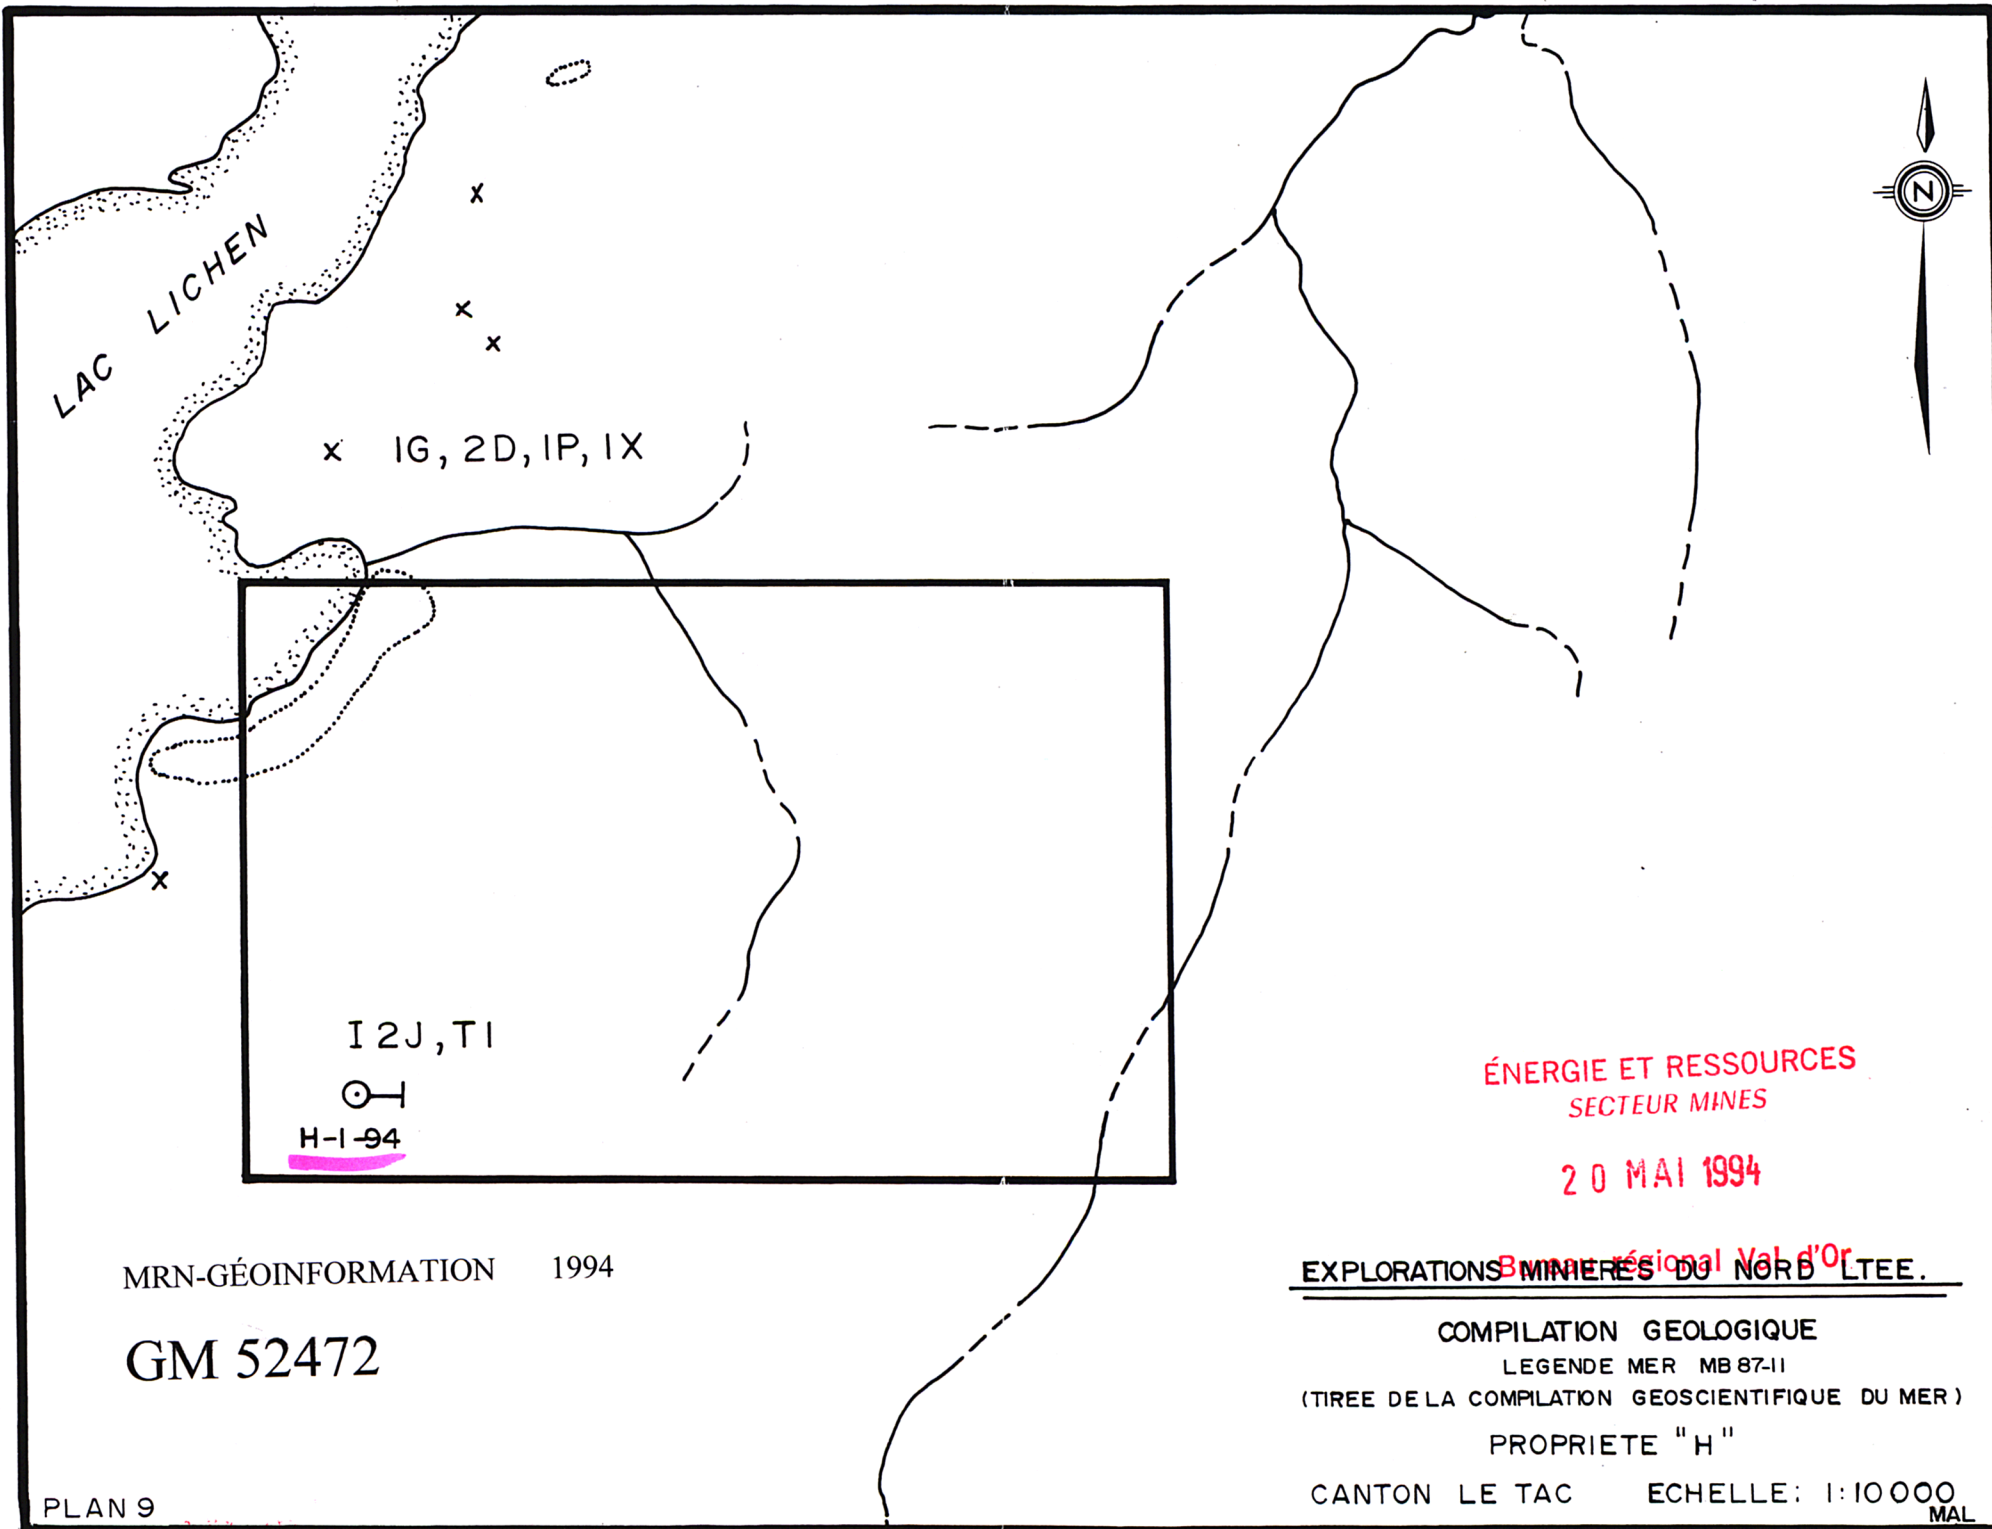 N
LAC LICHEN
x IG, 2D, IP, IX
I 2J, TI
H-I-94
ÉNERGIE ET RESSOURCES
SECTEUR MINES
20 MAI 1994
Bureau régional Val d'Or
MRN-GÉOINFORMATION 1994
GM 52472
EXPLORATIONS MINIERES DU NORD LTEE.
COMPILATION GEOLOGIQUE
LEGENDE MER MB 87-11
(TIREE DE LA COMPILATION GEOSCIENTIFIQUE DU MER)
PROPRIETE "H"
CANTON LE TAC ECHELLE: 1:10000
MAL
PLAN 9